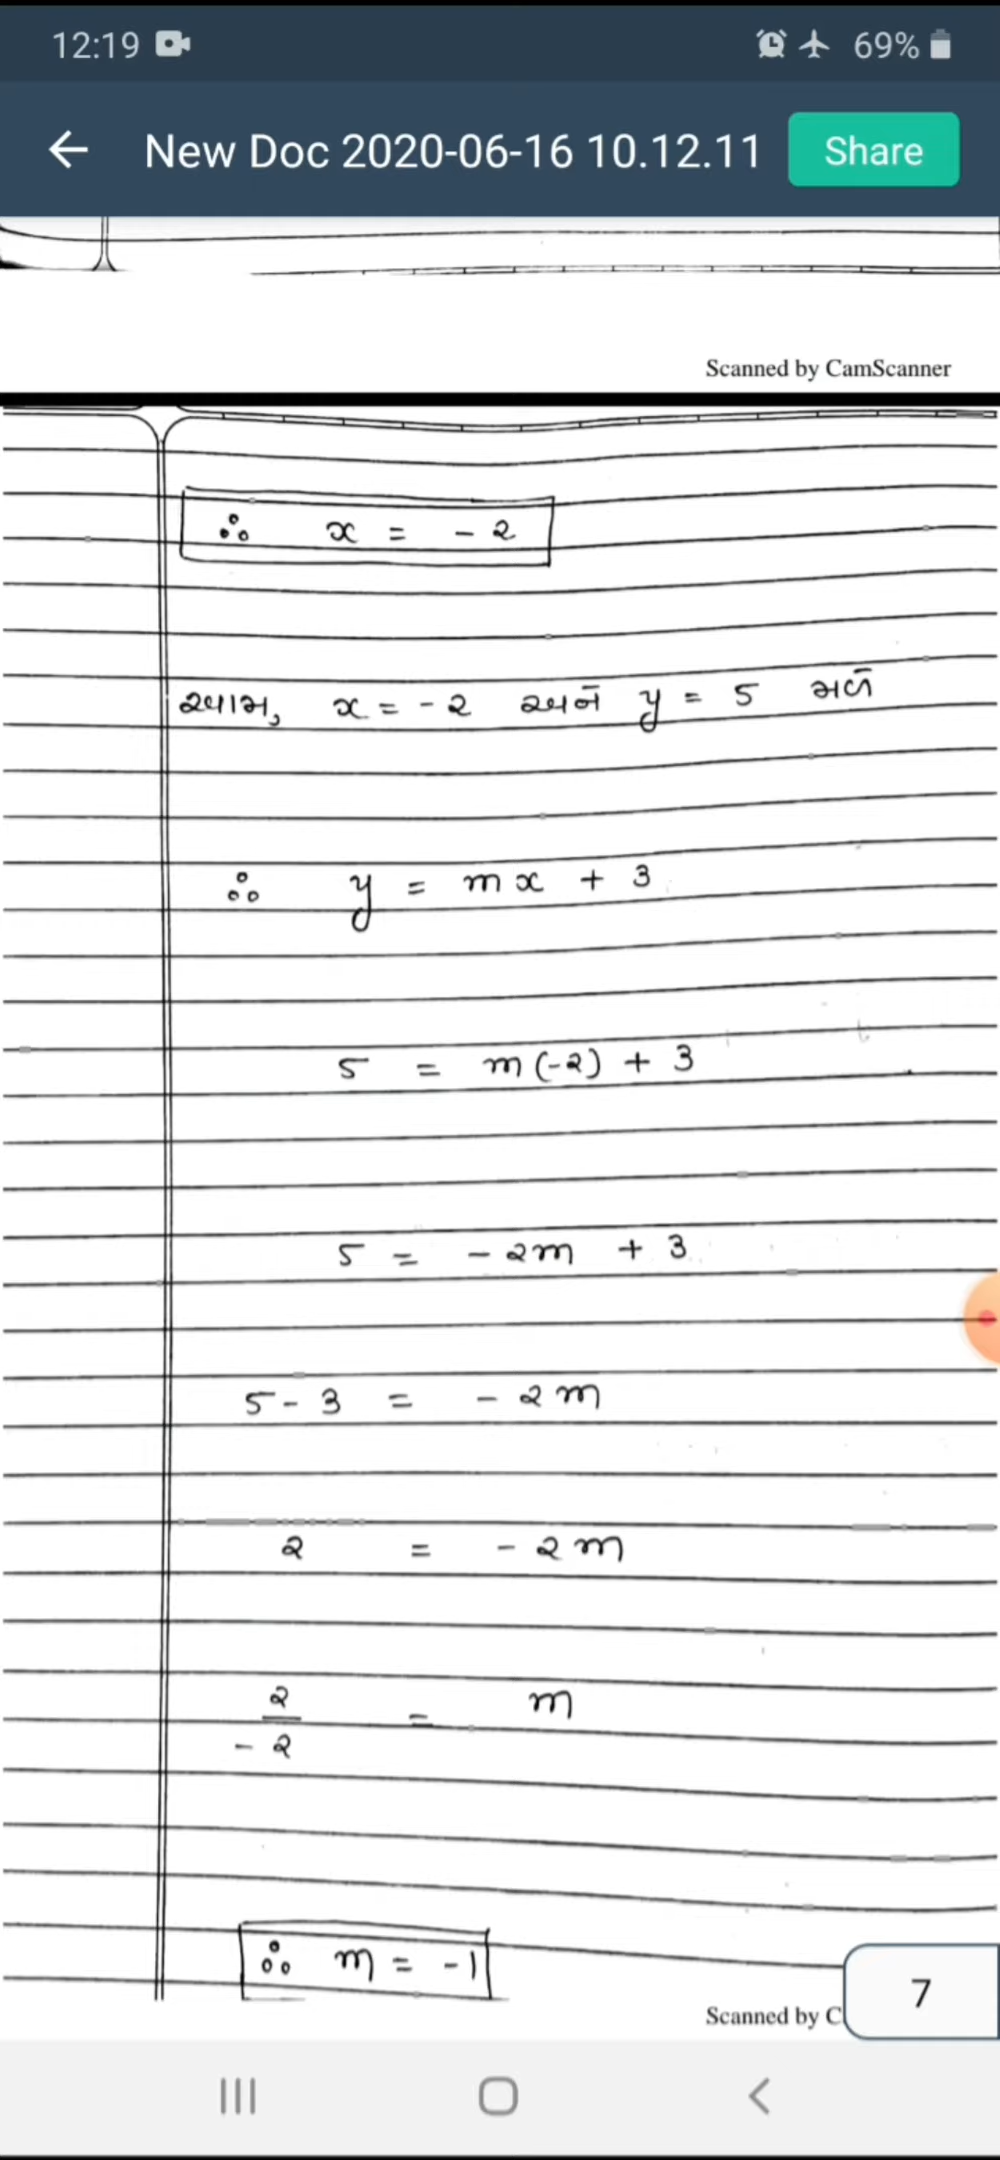 12:19 69%
New Doc 2020-06-16 10.12.11 Share
Scanned by CamScanner
∴ x = - 2
આમ, x = - 2 અને y = 5 મળે
∴ y = mx + 3
5 = m (-2) + 3
5 = - 2m + 3
5 - 3 = - 2m
2 = - 2m
2/-2 = m
∴ m = -1
Scanned by C
7